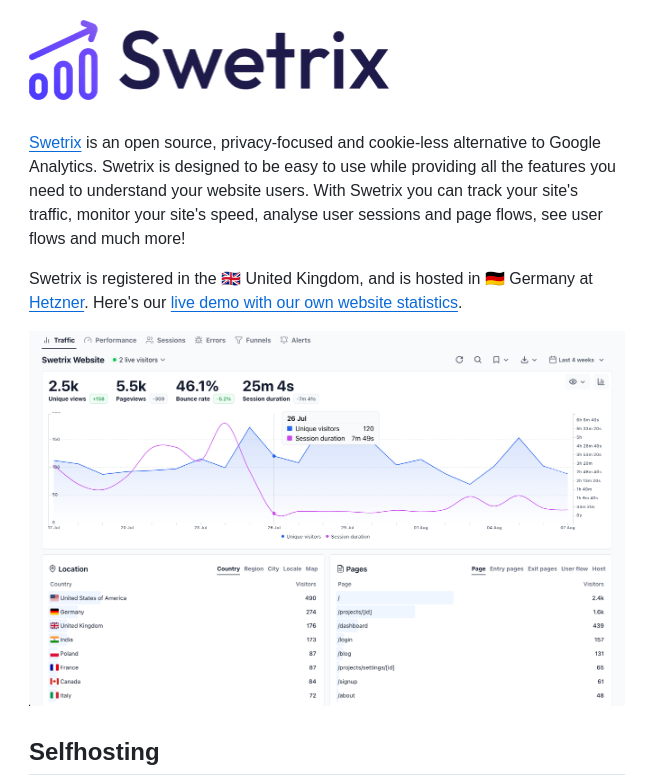 Swetrix
Swetrix is an open source, privacy-focused and cookie-less alternative to Google
Analytics. Swetrix is designed to be easy to use while providing all the features you
need to understand your website users. With Swetrix you can track your site's
traffic, monitor your site's speed, analyse user sessions and page flows, see user
flows and much more!
Swetrix is registered in the 🇬🇧 United Kingdom, and is hosted in 🇩🇪 Germany at
Hetzner. Here's our live demo with our own website statistics.
Traffic Performance Sessions Errors Funnels Alerts
Swetrix Website 2 live visitors Last 4 weeks
2.5k 5.5k 46.1% 25m 4s
Unique views Pageviews Bounce rate Session duration
26 Jul
Unique visitors 120
Session duration 7m 49s
Unique visitors Session duration
Location Country Region City Locale Map
Country Visitors
United States of America 490
Germany 274
United Kingdom 176
India 173
Poland 87
France 87
Canada 84
Italy 72
Pages Page Entry pages Exit pages User flow Host
Page Visitors
/ 2.4k
/projects/[id] 1.6k
/dashboard 439
/login 157
/blog 131
/projects/settings/[id] 65
/signup 61
/about 48
Selfhosting